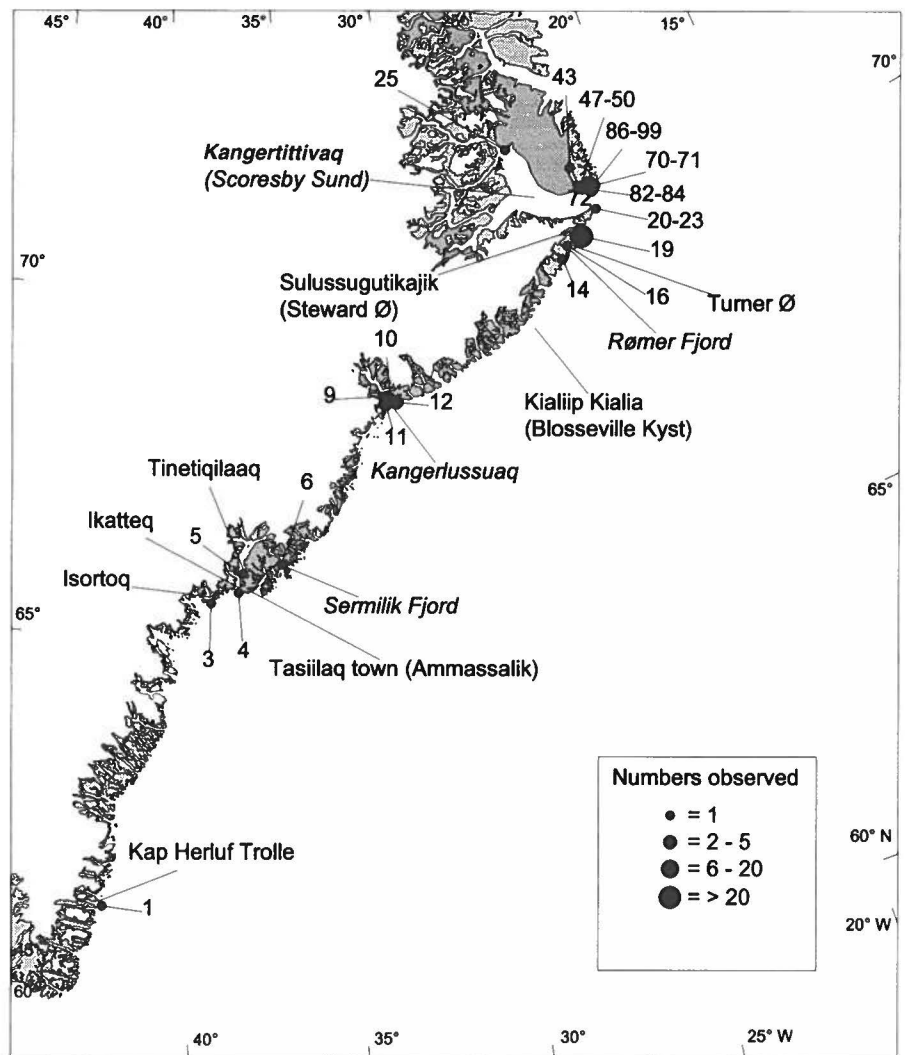 45° 40° 35° 30° 25° 20° 15°
70°
43
25
47-50
86-99
Kangertittivaq
(Scoresby Sund)
70-71
82-84
72
20-23
19
70°
Sulussugutikajik
(Steward Ø)
14
16
Turner Ø
Rømer Fjord
10
9
12
11
Kialiip Kialia
(Blosseville Kyst)
Kangerlussuaq
Tinetiqilaaq
6
65°
Ikatteq
5
Isortoq
Sermilik Fjord
65°
3
4
Tasiilaq town (Ammassalik)
Numbers observed
= 1
= 2 - 5
= 6 - 20
= > 20
60° N
Kap Herluf Trolle
1
20° W
45
60
40° 35° 30° 25° W